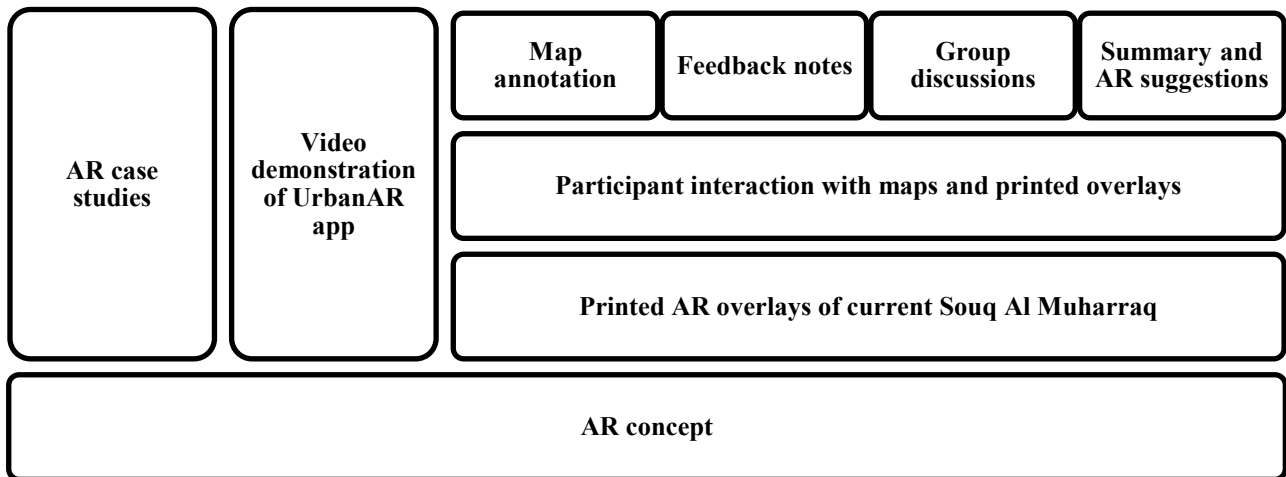 Map
annotation
Feedback notes
Group
discussions
Summary and
AR suggestions
AR case
studies
Video
demonstration
of UrbanAR
app
Participant interaction with maps and printed overlays
Printed AR overlays of current Souq Al Muharraq
AR concept